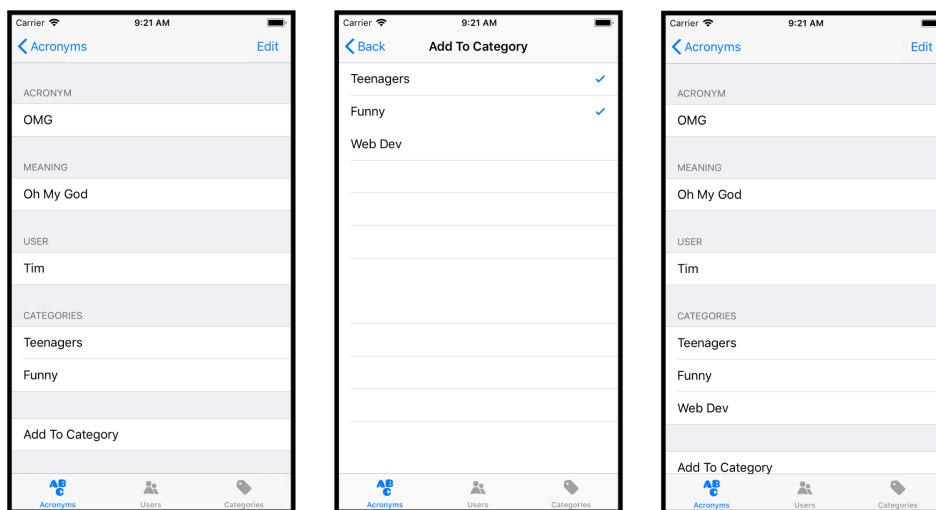 Carrier 9:21 AM
Acronyms Edit
ACRONYM
OMG
MEANING
Oh My God
USER
Tim
CATEGORIES
Teenagers
Funny
Add To Category
ABC
Acronyms Users Categories
Carrier 9:21 AM
Back Add To Category
Teenagers
Funny
Web Dev
ABC
Acronyms Users Categories
Carrier 9:21 AM
Acronyms Edit
ACRONYM
OMG
MEANING
Oh My God
USER
Tim
CATEGORIES
Teenagers
Funny
Web Dev
Add To Category
ABC
Acronyms Users Categories